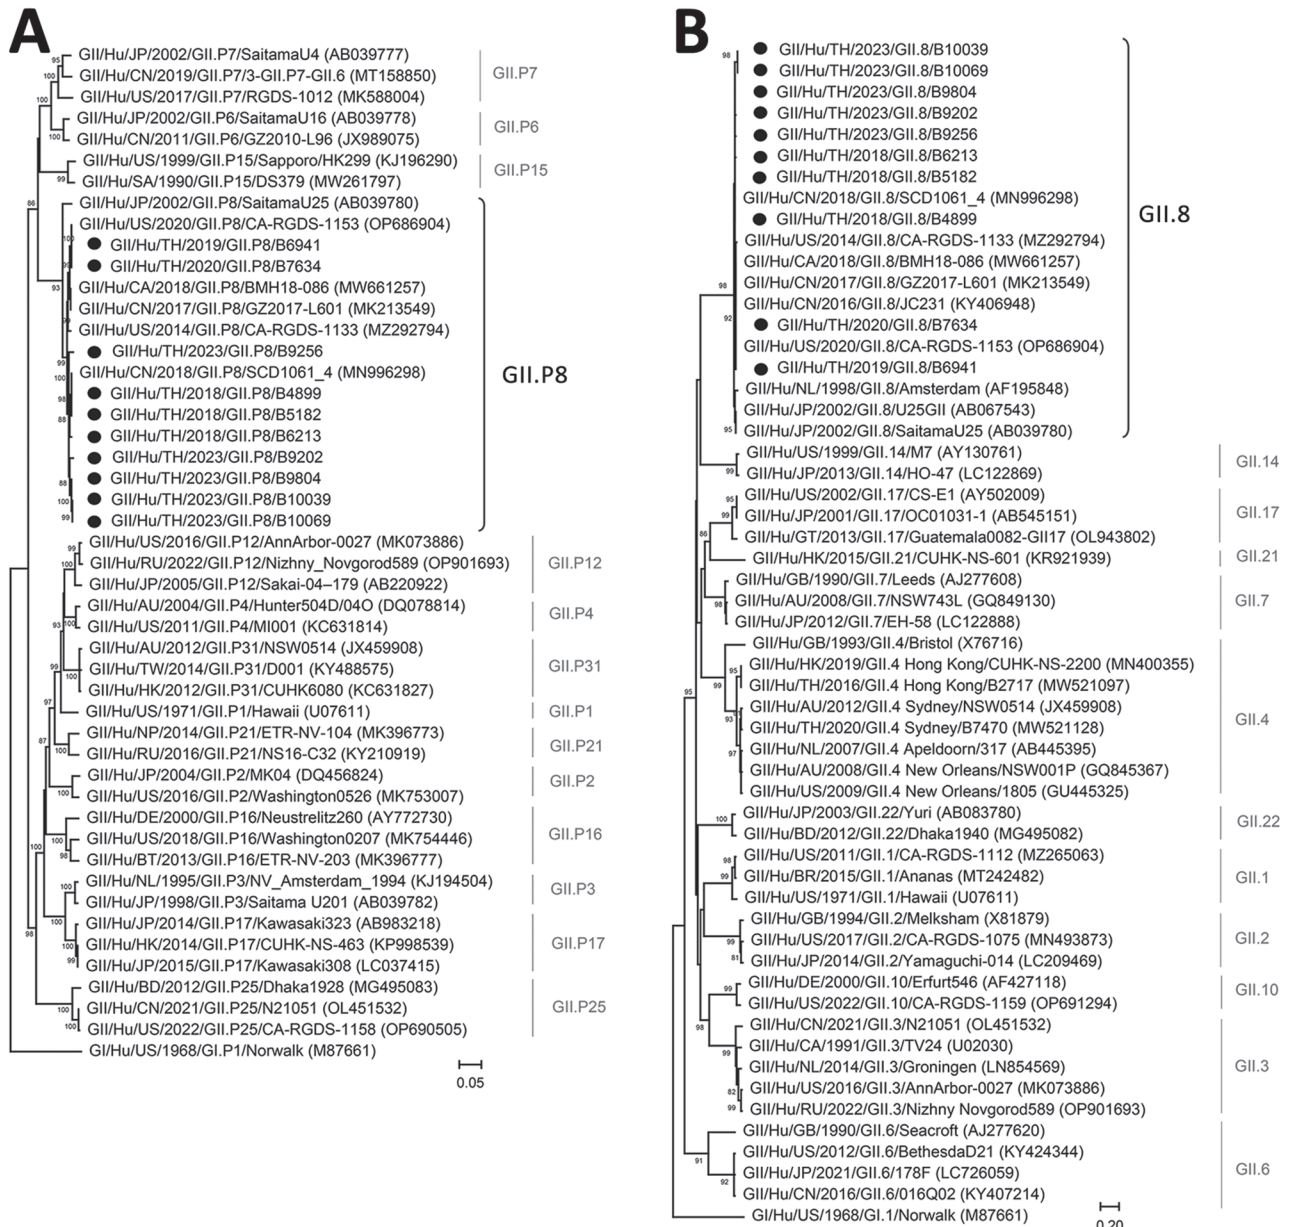 A
GII/Hu/JP/2002/GII.P7/SaitamaU4 (AB039777)
GII/Hu/CN/2019/GII.P7/3-GII.P7-GII.6 (MT158850)
GII/Hu/US/2017/GII.P7/RGDS-1012 (MK588004)
GII.P7
GII/Hu/JP/2002/GII.P6/SaitamaU16 (AB039778)
GII/Hu/CN/2011/GII.P6/GZ2010-L96 (JX989075)
GII.P6
GII/Hu/US/1999/GII.P15/Sapporo/HK299 (KJ196290)
GII/Hu/SA/1990/GII.P15/DS379 (MW261797)
GII.P15
GII/Hu/JP/2002/GII.P8/SaitamaU25 (AB039780)
GII/Hu/US/2020/GII.P8/CA-RGDS-1153 (OP686904)
GII/Hu/TH/2019/GII.P8/B6941
GII/Hu/TH/2020/GII.P8/B7634
GII/Hu/CA/2018/GII.P8/BMH18-086 (MW661257)
GII/Hu/CN/2017/GII.P8/GZ2017-L601 (MK213549)
GII/Hu/US/2014/GII.P8/CA-RGDS-1133 (MZ292794)
GII/Hu/TH/2023/GII.P8/B9256
GII/Hu/CN/2018/GII.P8/SCD1061_4 (MN996298)
GII/Hu/TH/2018/GII.P8/B4899
GII/Hu/TH/2018/GII.P8/B5182
GII/Hu/TH/2018/GII.P8/B6213
GII/Hu/TH/2023/GII.P8/B9202
GII/Hu/TH/2023/GII.P8/B9804
GII/Hu/TH/2023/GII.P8/B10039
GII/Hu/TH/2023/GII.P8/B10069
GII.P8
GII/Hu/US/2016/GII.P12/AnnArbor-0027 (MK073886)
GII/Hu/RU/2022/GII.P12/Nizhny_Novgorod589 (OP901693)
GII/Hu/JP/2005/GII.P12/Sakai-04–179 (AB220922)
GII.P12
GII/Hu/AU/2004/GII.P4/Hunter504D/04O (DQ078814)
GII/Hu/US/2011/GII.P4/MI001 (KC631814)
GII.P4
GII/Hu/AU/2012/GII.P31/NSW0514 (JX459908)
GII/Hu/TW/2014/GII.P31/D001 (KY488575)
GII/Hu/HK/2012/GII.P31/CUHK6080 (KC631827)
GII.P31
GII/Hu/US/1971/GII.P1/Hawaii (U07611)
GII.P1
GII/Hu/NP/2014/GII.P21/ETR-NV-104 (MK396773)
GII/Hu/RU/2016/GII.P21/NS16-C32 (KY210919)
GII.P21
GII/Hu/JP/2004/GII.P2/MK04 (DQ456824)
GII/Hu/US/2016/GII.P2/Washington0526 (MK753007)
GII.P2
GII/Hu/DE/2000/GII.P16/Neustrelitz260 (AY772730)
GII/Hu/US/2018/GII.P16/Washington0207 (MK754446)
GII/Hu/BT/2013/GII.P16/ETR-NV-203 (MK396777)
GII.P16
GII/Hu/NL/1995/GII.P3/NV_Amsterdam_1994 (KJ194504)
GII/Hu/JP/1998/GII.P3/Saitama U201 (AB039782)
GII.P3
GII/Hu/JP/2014/GII.P17/Kawasaki323 (AB983218)
GII/Hu/HK/2014/GII.P17/CUHK-NS-463 (KP998539)
GII/Hu/JP/2015/GII.P17/Kawasaki308 (LC037415)
GII.P17
GII/Hu/BD/2012/GII.P25/Dhaka1928 (MG495083)
GII/Hu/CN/2021/GII.P25/N21051 (OL451532)
GII/Hu/US/2022/GII.P25/CA-RGDS-1158 (OP690505)
GII.P25
GI/Hu/US/1968/GI.P1/Norwalk (M87661)
0.05
B
GII/Hu/TH/2023/GII.8/B10039
GII/Hu/TH/2023/GII.8/B10069
GII/Hu/TH/2023/GII.8/B9804
GII/Hu/TH/2023/GII.8/B9202
GII/Hu/TH/2023/GII.8/B9256
GII/Hu/TH/2018/GII.8/B6213
GII/Hu/TH/2018/GII.8/B5182
GII/Hu/CN/2018/GII.8/SCD1061_4 (MN996298)
GII/Hu/TH/2018/GII.8/B4899
GII/Hu/US/2014/GII.8/CA-RGDS-1133 (MZ292794)
GII/Hu/CA/2018/GII.8/BMH18-086 (MW661257)
GII/Hu/CN/2017/GII.8/GZ2017-L601 (MK213549)
GII/Hu/CN/2016/GII.8/JC231 (KY406948)
GII/Hu/TH/2020/GII.8/B7634
GII/Hu/US/2020/GII.8/CA-RGDS-1153 (OP686904)
GII/Hu/TH/2019/GII.8/B6941
GII/Hu/NL/1998/GII.8/Amsterdam (AF195848)
GII/Hu/JP/2002/GII.8/U25GII (AB067543)
GII/Hu/JP/2002/GII.8/SaitamaU25 (AB039780)
GII.8
GII/Hu/US/1999/GII.14/M7 (AY130761)
GII/Hu/JP/2013/GII.14/HO-47 (LC122869)
GII.14
GII/Hu/US/2002/GII.17/CS-E1 (AY502009)
GII/Hu/JP/2001/GII.17/OC01031-1 (AB545151)
GII/Hu/GT/2013/GII.17/Guatemala0082-GII17 (OL943802)
GII.17
GII/Hu/HK/2015/GII.21/CUHK-NS-601 (KR921939)
GII.21
GII/Hu/GB/1990/GII.7/Leeds (AJ277608)
GII/Hu/AU/2008/GII.7/NSW743L (GQ849130)
GII/Hu/JP/2012/GII.7/EH-58 (LC122888)
GII.7
GII/Hu/GB/1993/GII.4/Bristol (X76716)
GII/Hu/HK/2019/GII.4 Hong Kong/CUHK-NS-2200 (MN400355)
GII/Hu/TH/2016/GII.4 Hong Kong/B2717 (MW521097)
GII/Hu/AU/2012/GII.4 Sydney/NSW0514 (JX459908)
GII/Hu/TH/2020/GII.4 Sydney/B7470 (MW521128)
GII/Hu/NL/2007/GII.4 Apeldoorn/317 (AB445395)
GII/Hu/AU/2008/GII.4 New Orleans/NSW001P (GQ845367)
GII/Hu/US/2009/GII.4 New Orleans/1805 (GU445325)
GII.4
GII/Hu/JP/2003/GII.22/Yuri (AB083780)
GII/Hu/BD/2012/GII.22/Dhaka1940 (MG495082)
GII.22
GII/Hu/US/2011/GII.1/CA-RGDS-1112 (MZ265063)
GII/Hu/BR/2015/GII.1/Ananas (MT242482)
GII/Hu/US/1971/GII.1/Hawaii (U07611)
GII.1
GII/Hu/GB/1994/GII.2/Melksham (X81879)
GII/Hu/US/2017/GII.2/CA-RGDS-1075 (MN493873)
GII/Hu/JP/2014/GII.2/Yamaguchi-014 (LC209469)
GII.2
GII/Hu/DE/2000/GII.10/Erfurt546 (AF427118)
GII/Hu/US/2022/GII.10/CA-RGDS-1159 (OP691294)
GII.10
GII/Hu/CN/2021/GII.3/N21051 (OL451532)
GII/Hu/CA/1991/GII.3/TV24 (U02030)
GII/Hu/NL/2014/GII.3/Groningen (LN854569)
GII/Hu/US/2016/GII.3/AnnArbor-0027 (MK073886)
GII/Hu/RU/2022/GII.3/Nizhny Novgorod589 (OP901693)
GII.3
GII/Hu/GB/1990/GII.6/Seacroft (AJ277620)
GII/Hu/US/2012/GII.6/BethesdaD21 (KY424344)
GII/Hu/JP/2021/GII.6/178F (LC726059)
GII/Hu/CN/2016/GII.6/016Q02 (KY407214)
GII.6
GI/Hu/US/1968/GI.1/Norwalk (M87661)
0.20